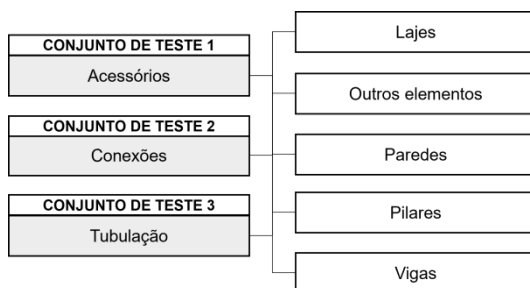 CONJUNTO DE TESTE 1
Acessórios
CONJUNTO DE TESTE 2
Conexões
CONJUNTO DE TESTE 3
Tubulação
Lajes
Outros elementos
Paredes
Pilares
Vigas